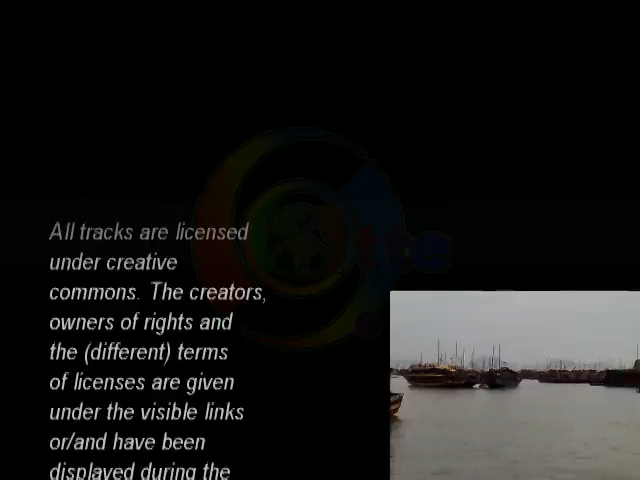 All tracks are licensed
under creative
commons. The creators,
owners of rights and
the (different) terms
of licenses are given
under the visible links
or/and have been
displayed during the